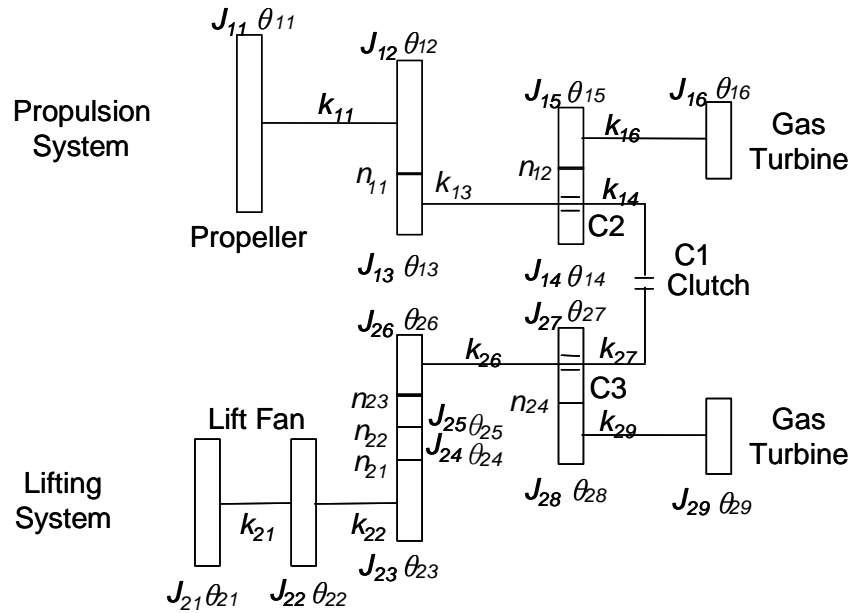 J11 θ11
J12 θ12
J15 θ15
J16 θ16
Propulsion
System
k11
k16
Gas
Turbine
n11
k13
n12
k14
Propeller
C2
J13 θ13
J14 θ14
C1
Clutch
J26 θ26
J27 θ27
k26
k27
n23
C3
Lift Fan
J25 θ25
n24
n22
J24 θ24
k29
Gas
Turbine
n21
Lifting
System
k21
k22
J28 θ28
J29 θ29
J23 θ23
J21 θ21
J22 θ22